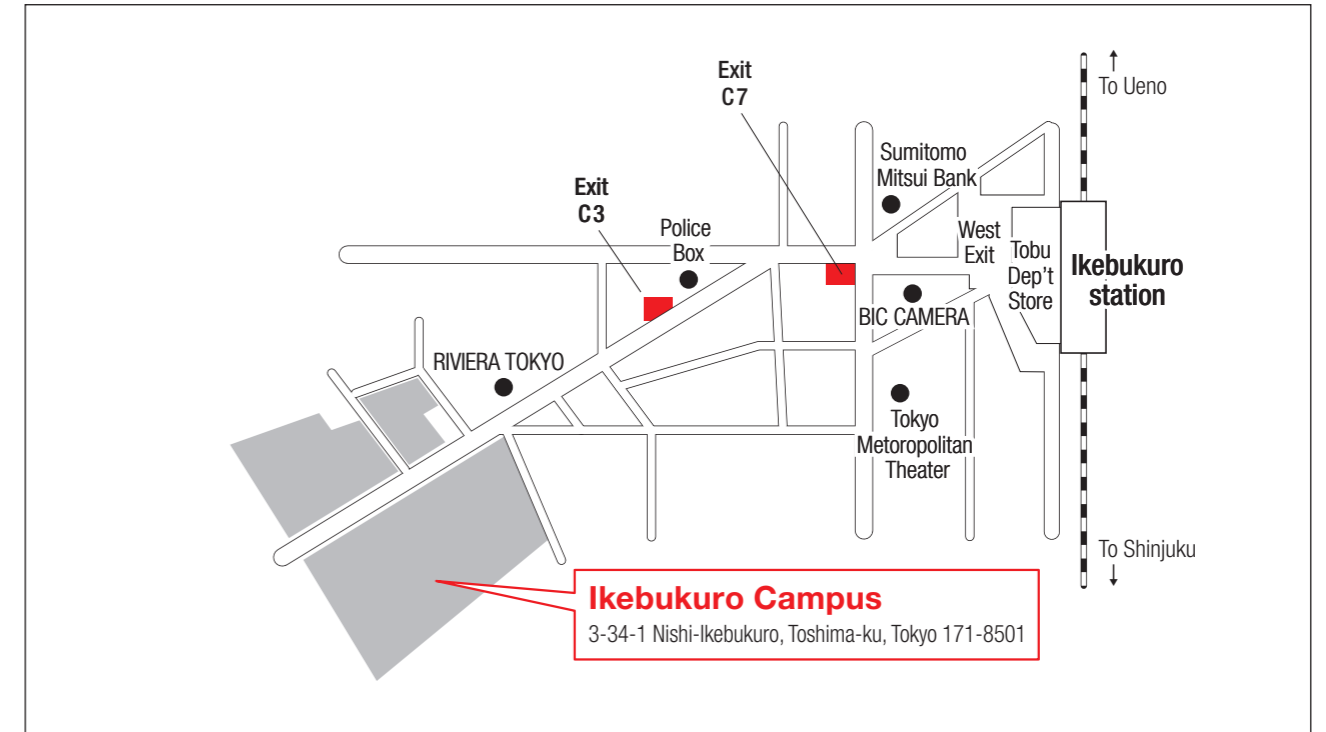 To Ueno
Exit
C7
Sumitomo
Mitsui Bank
Exit
C3
Police
Box
West
Exit
Tobu
Dep't
Store
Ikebukuro
station
BIC CAMERA
RIVIERA TOKYO
Tokyo
Metoropolitan
Theater
To Shinjuku
Ikebukuro Campus
3-34-1 Nishi-Ikebukuro, Toshima-ku, Tokyo 171-8501